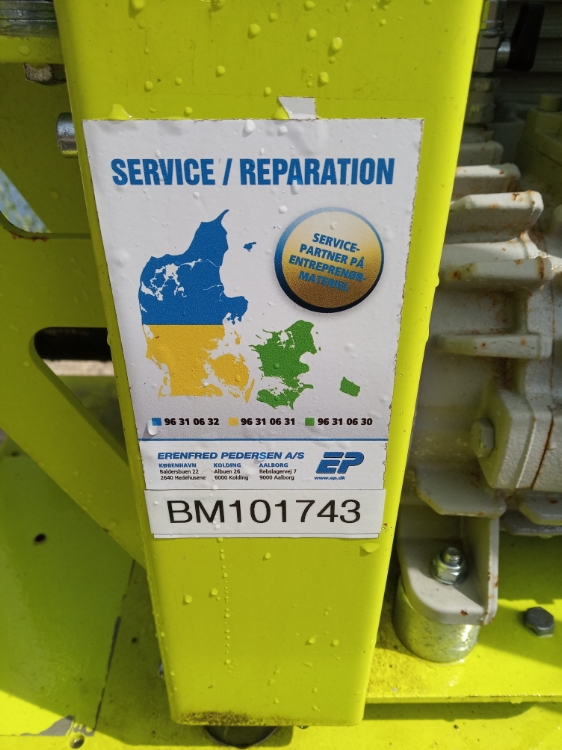 SERVICE / REPARATION
SERVICE-
PARTNER PÅ
ENTREPRENØR-
MATERIEL
96 31 06 32 96 31 06 31 96 31 06 30
ERENFRED PEDERSEN A/S
KØBENHAVN KOLDING AALBORG
Baldersbuen 22 Albuen 26 Rebslagervej 7
2640 Hedehusene 6000 Kolding 9000 Aalborg
EP
www.ep.dk
BM101743